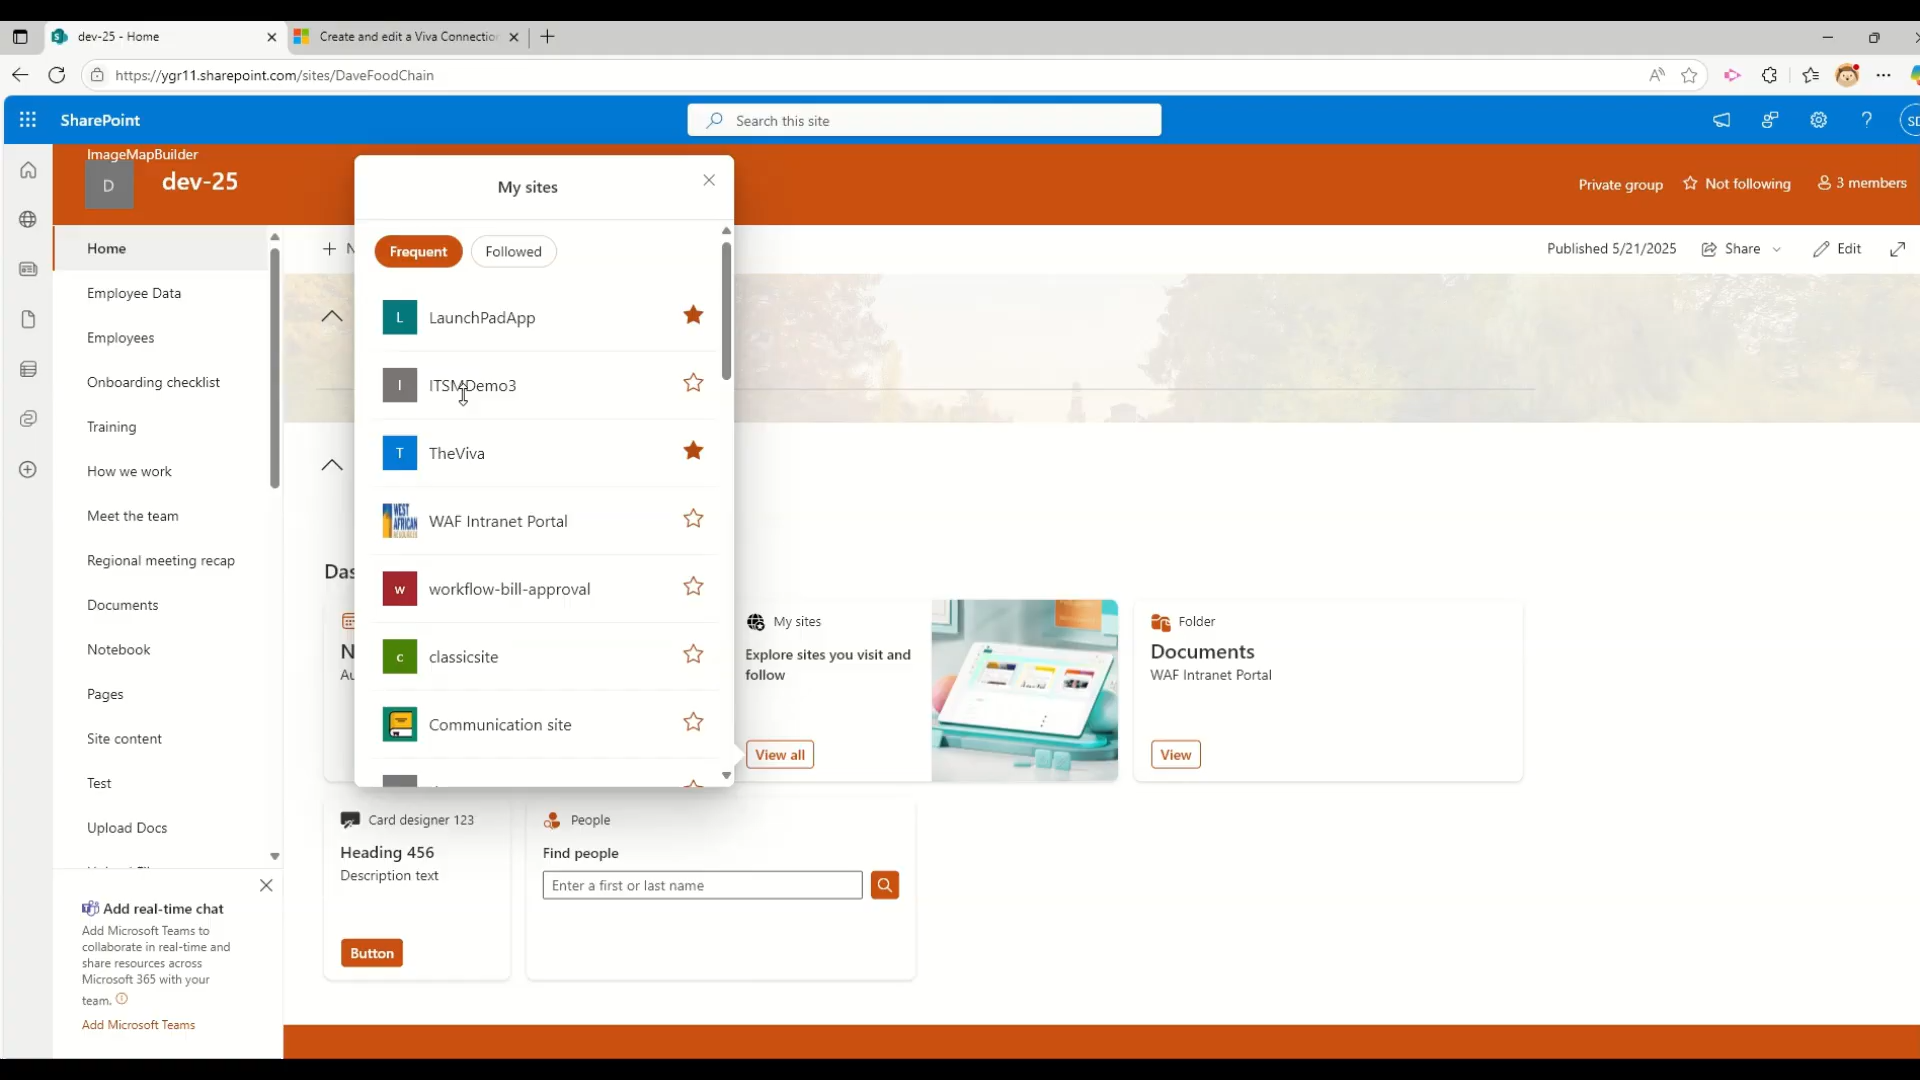 dev-25 - Home
Create and edit a Viva Connection
https://ygr11.sharepoint.com/sites/DaveFoodChain
SharePoint
Search this site
ImageMapBuilder
D
dev-25
Private group
Not following
3 members
Home
Employee Data
Employees
Onboarding checklist
Training
How we work
Meet the team
Regional meeting recap
Documents
Notebook
Pages
Site content
Test
Upload Docs
Add real-time chat
Add Microsoft Teams to
collaborate in real-time and
share resources across
Microsoft 365 with your
team.
Add Microsoft Teams
Published 5/21/2025
Share
Edit
My sites
Frequent
Followed
L
LaunchPadApp
I
ITSMDemo3
T
TheViva
WEST
AFRICAN
RESOURCES
WAF Intranet Portal
w
workflow-bill-approval
c
classicsite
Communication site
My sites
Explore sites you visit and
follow
View all
Folder
Documents
WAF Intranet Portal
View
Card designer 123
Heading 456
Description text
Button
People
Find people
Enter a first or last name